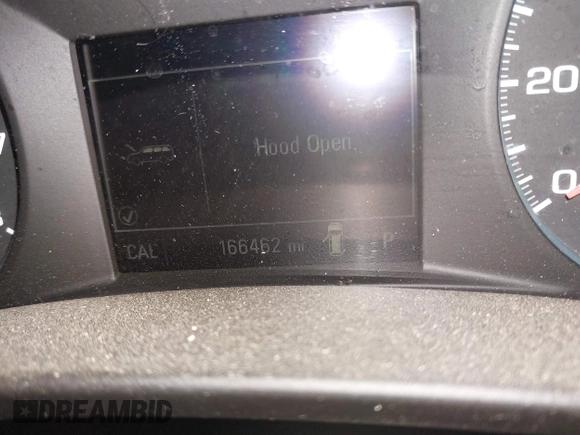 Hood Open
CAL 166462 mi P
20
0
DREAMBID